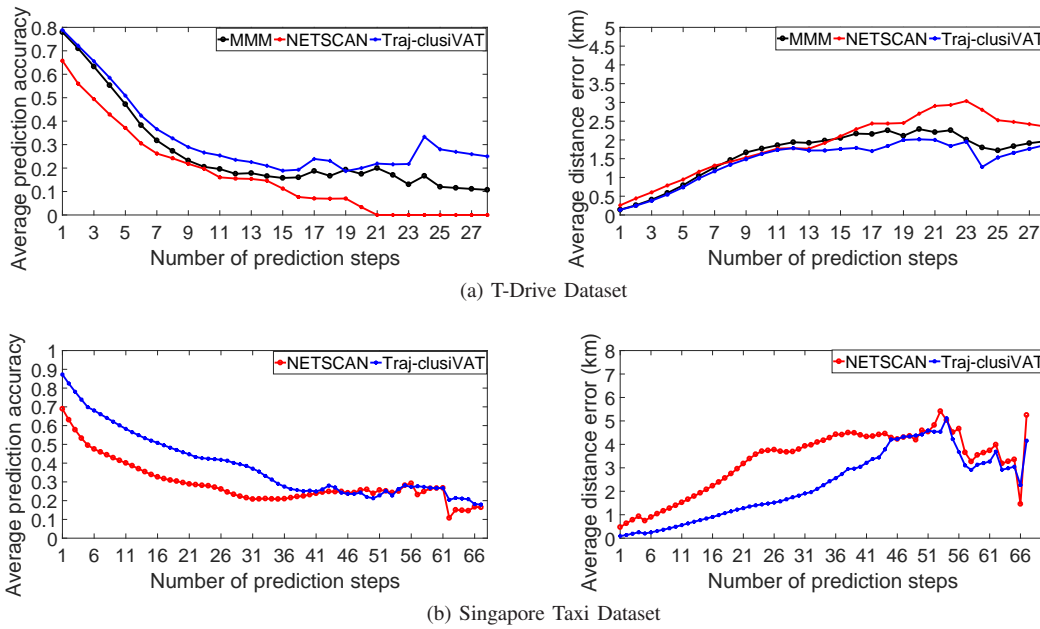 Average prediction accuracy
0.8
0.7
0.6
0.5
0.4
0.3
0.2
0.1
0
MMM NETSCAN Traj-clusiVAT
1 3 5 7 9 11 13 15 17 19 21 23 25 27
Number of prediction steps
Average distance error (km)
5
4.5
4
3.5
3
2.5
2
1.5
1
0.5
0
MMM NETSCAN Traj-clusiVAT
1 3 5 7 9 11 13 15 17 19 21 23 25 27
Number of prediction steps
(a) T-Drive Dataset
Average prediction accuracy
1
0.9
0.8
0.7
0.6
0.5
0.4
0.3
0.2
0.1
0
NETSCAN Traj-clusiVAT
1 6 11 16 21 26 31 36 41 46 51 56 61 66
Number of prediction steps
Average distance error (km)
8
7
6
5
4
3
2
1
0
NETSCAN Traj-clusiVAT
1 6 11 16 21 26 31 36 41 46 51 56 61 66
Number of prediction steps
(b) Singapore Taxi Dataset